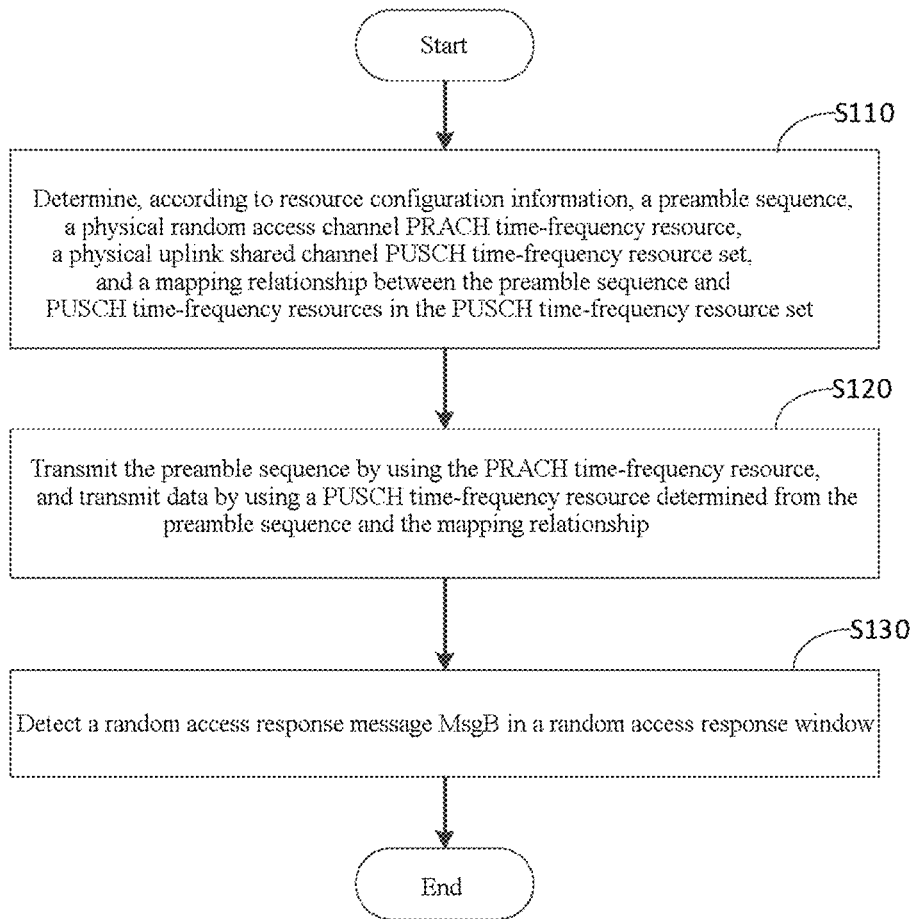 Start
S110
Determine, according to resource configuration information, a preamble sequence,
a physical random access channel PRACH time-frequency resource,
a physical uplink shared channel PUSCH time-frequency resource set,
and a mapping relationship between the preamble sequence and
PUSCH time-frequency resources in the PUSCH time-frequency resource set
S120
Transmit the preamble sequence by using the PRACH time-frequency resource,
and transmit data by using a PUSCH time-frequency resource determined from the
preamble sequence and the mapping relationship
S130
Detect a random access response message MsgB in a random access response window
End